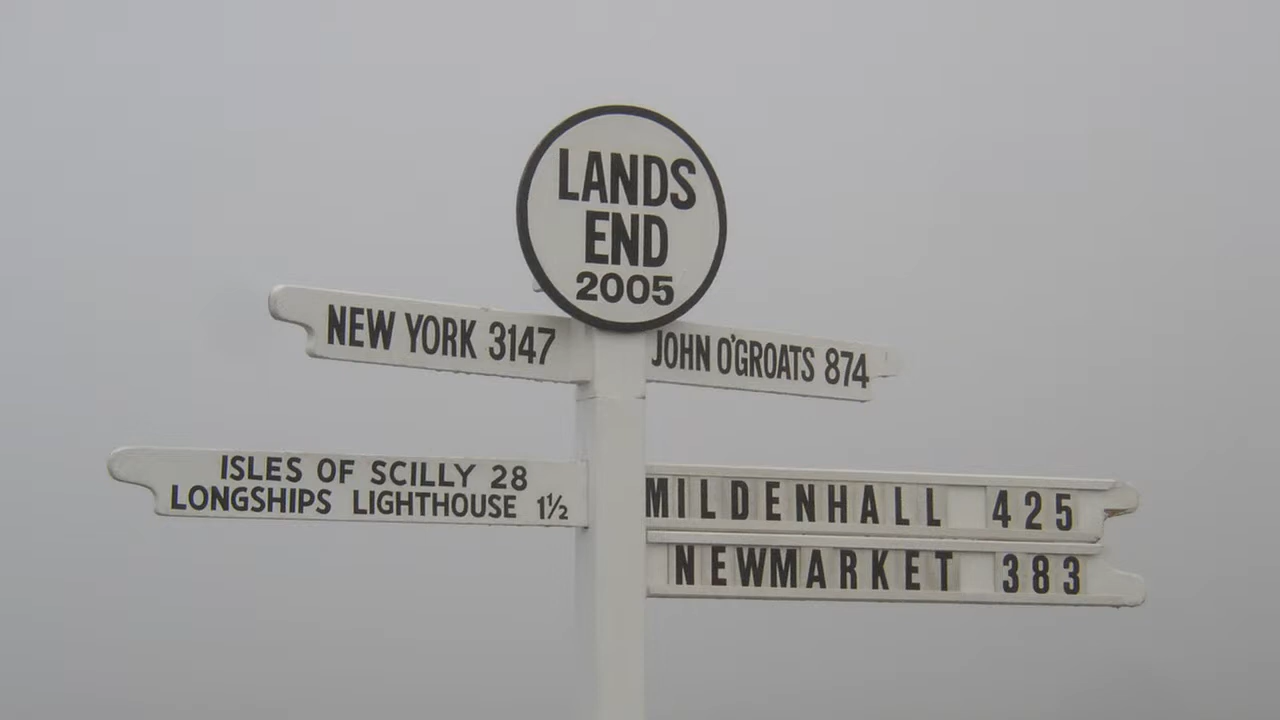 LANDS
END
2005
NEW YORK 3147
JOHN O'GROATS 874
ISLES OF SCILLY 28
LONGSHIPS LIGHTHOUSE 1½
MILDENHALL 425
NEWMARKET 383